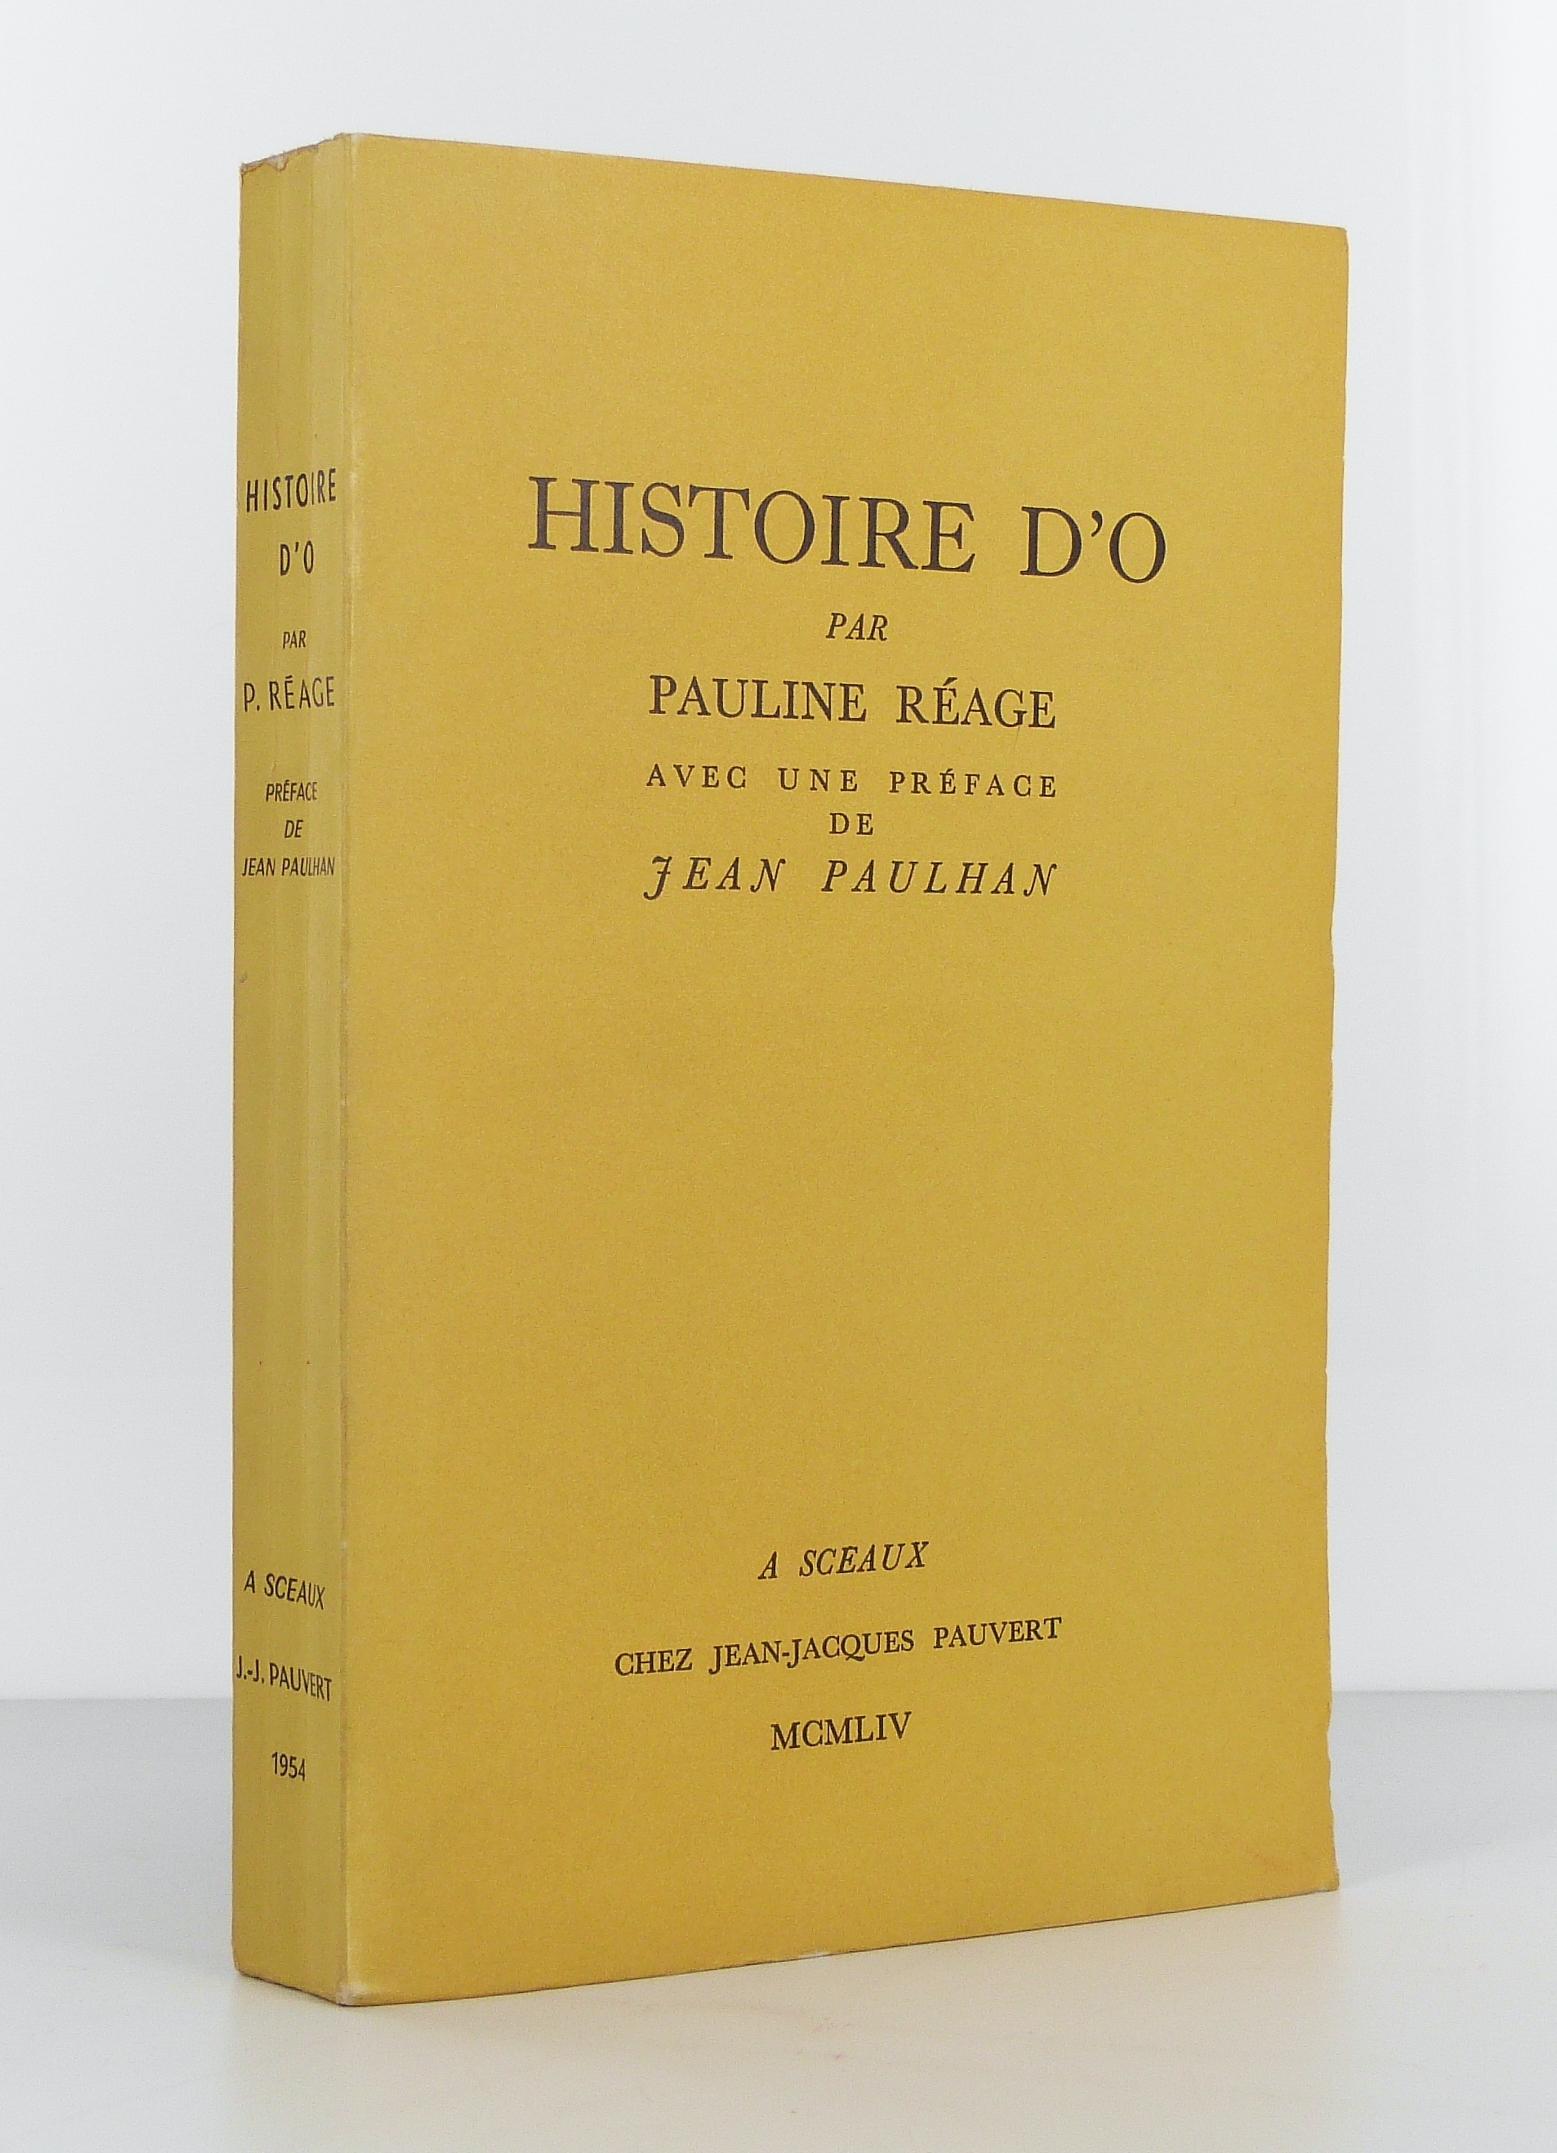 HISTOIRE
D'O
PAR
P. RÉAGE
PRÉFACE
DE
JEAN PAULHAN
A SCEAUX
J.-J. PAUVERT
1954
HISTOIRE D'O
PAR
PAULINE RÉAGE
AVEC UNE PRÉFACE
DE
JEAN PAULHAN
A SCEAUX
CHEZ JEAN-JACQUES PAUVERT
MCMLIV